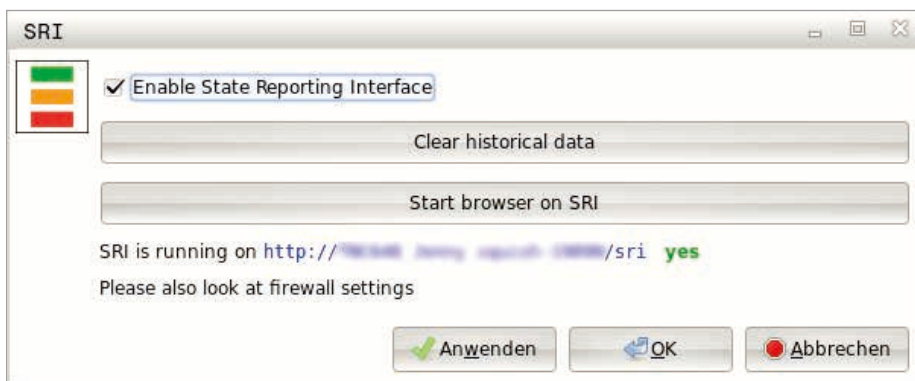 SRI
Enable State Reporting Interface
Clear historical data
Start browser on SRI
SRI is running on http:///sri yes
Please also look at firewall settings
Anwenden
OK
Abbrechen